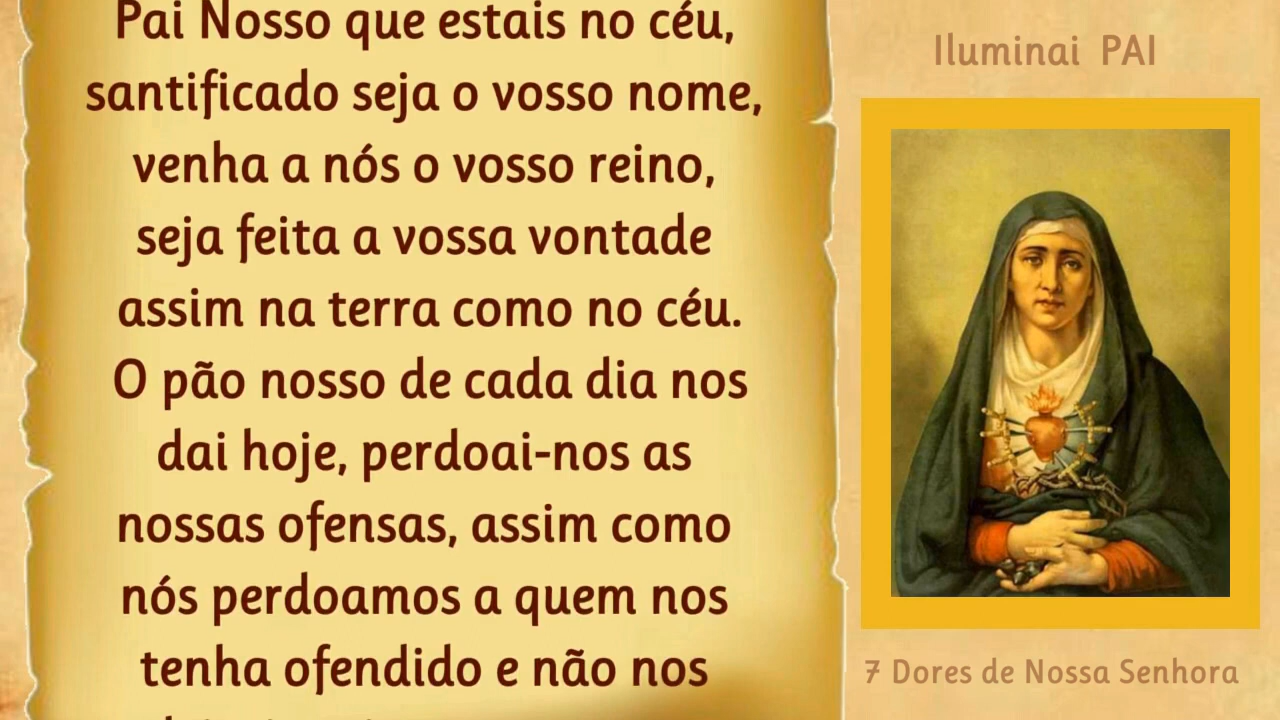 Pai Nosso que estais no céu,
santificado seja o vosso nome,
venha a nós o vosso reino,
seja feita a vossa vontade
assim na terra como no céu.
O pão nosso de cada dia nos
dai hoje, perdoai-nos as
nossas ofensas, assim como
nós perdoamos a quem nos
tenha ofendido e não nos
Iluminai PAI
7 Dores de Nossa Senhora